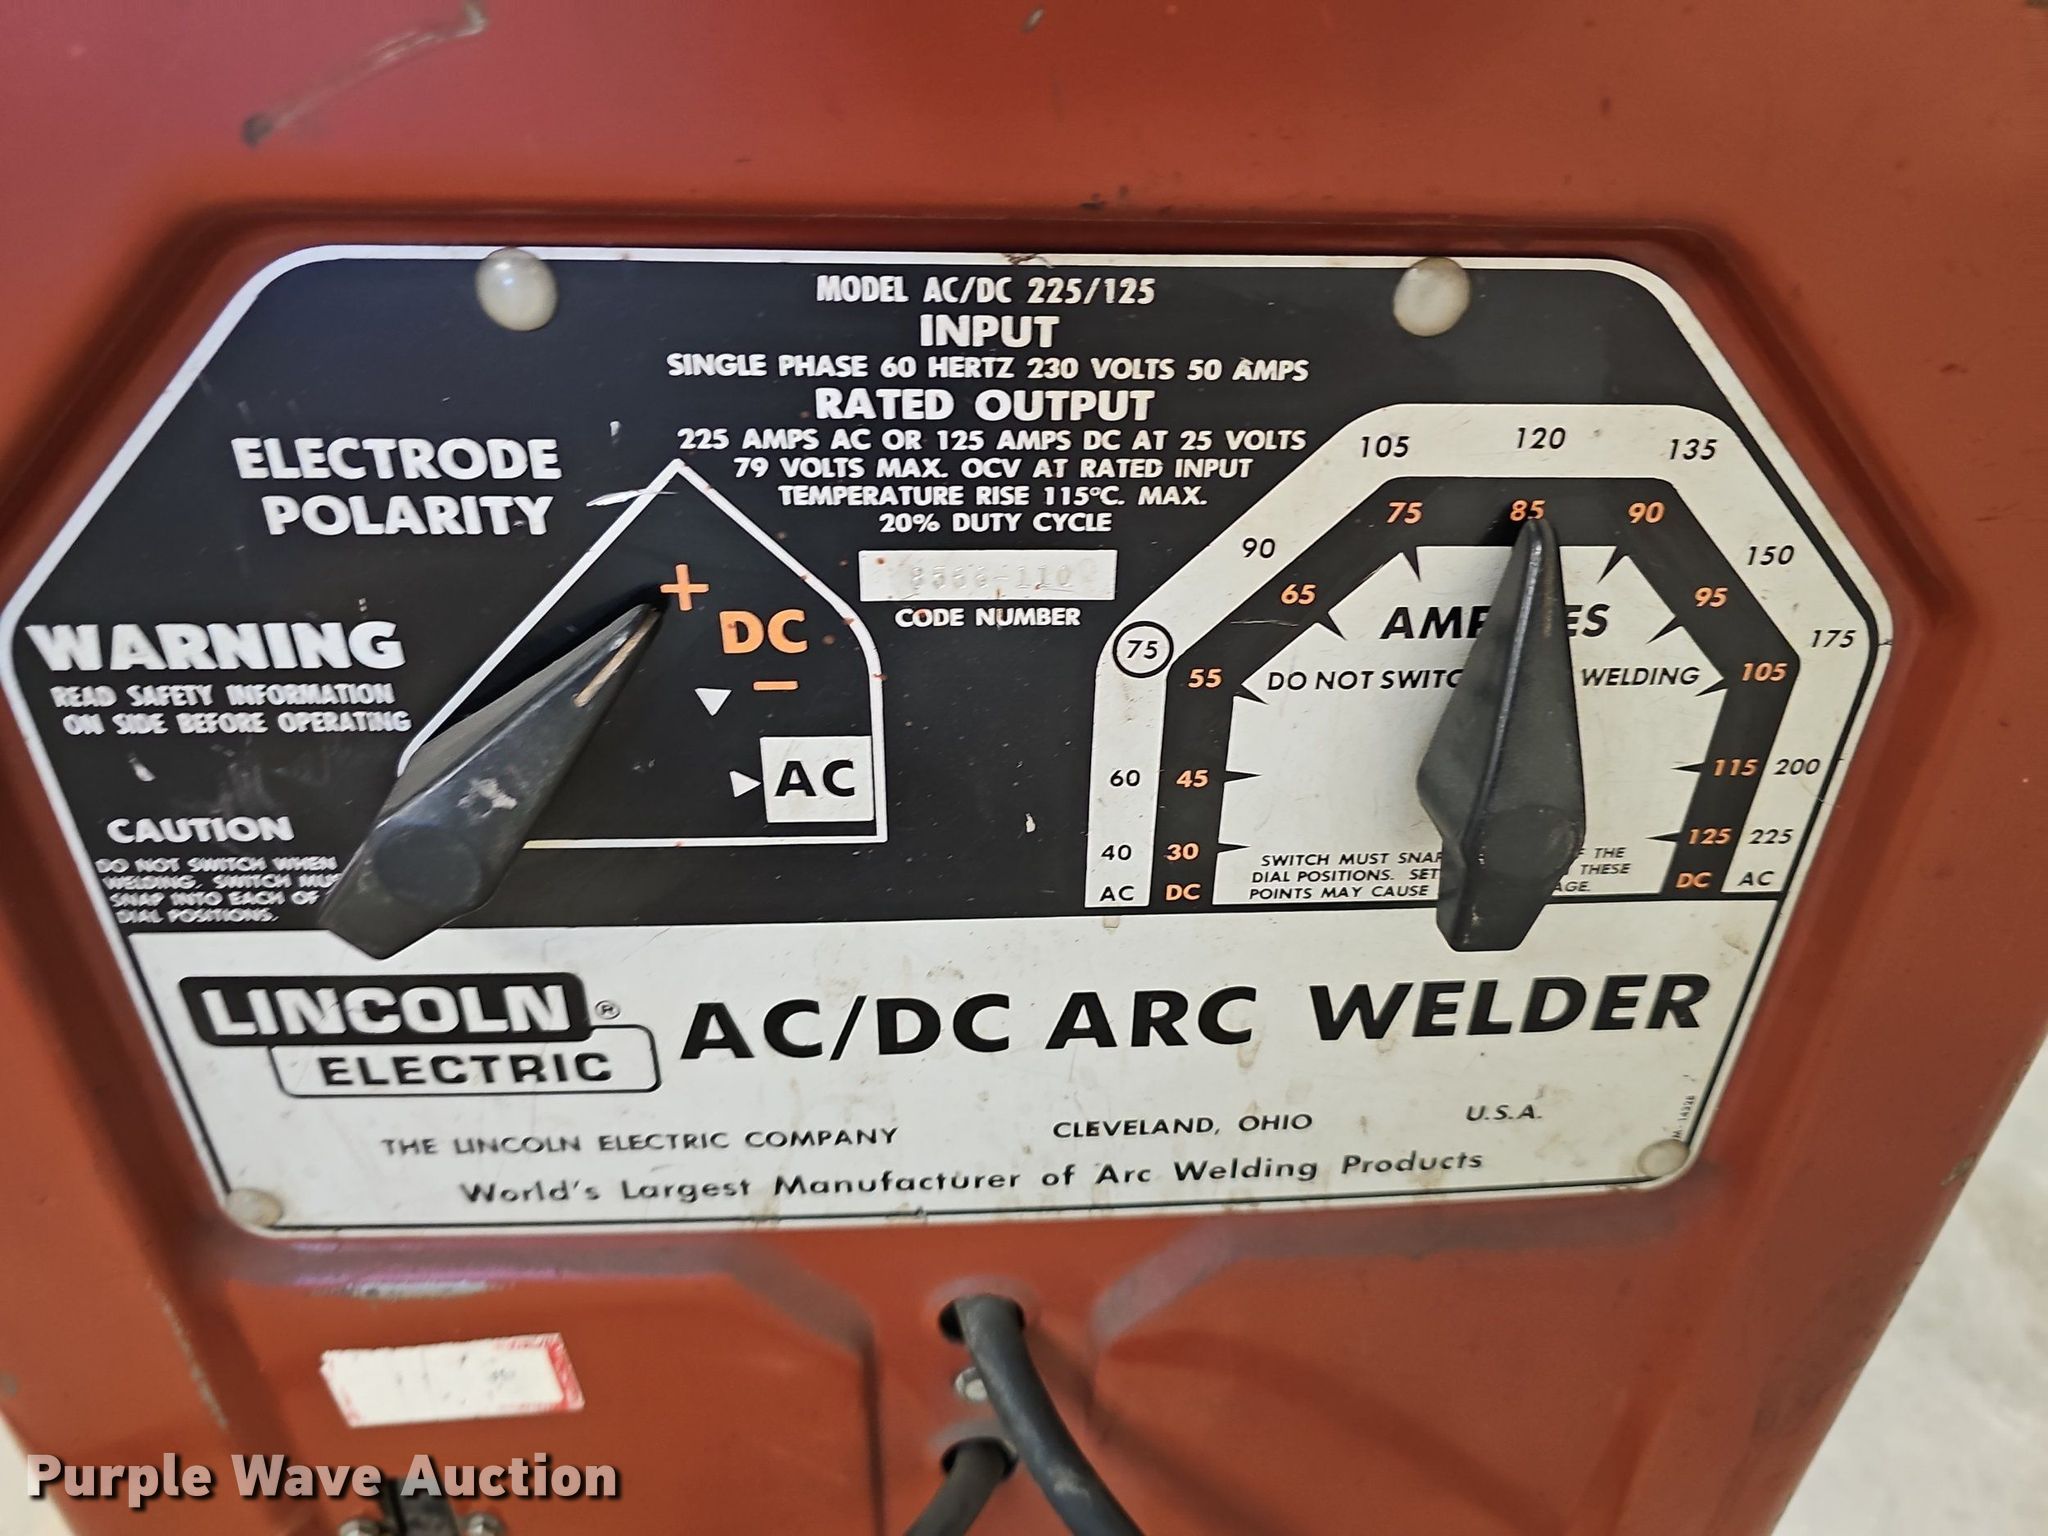 MODEL AC/DC 225/125
INPUT
SINGLE PHASE 60 HERTZ 230 VOLTS 50 AMPS
RATED OUTPUT
225 AMPS AC OR 125 AMPS DC AT 25 VOLTS
79 VOLTS MAX. OCV AT RATED INPUT
TEMPERATURE RISE 115°C. MAX.
20% DUTY CYCLE
CODE NUMBER
ELECTRODE
POLARITY
+
DC
−
AC
WARNING
READ SAFETY INFORMATION
ON SIDE BEFORE OPERATING
CAUTION
DO NOT SWITCH WHEN
WELDING. SWITCH
SNAP INTO EACH OF
DIAL POSITIONS.
105 120 135
75 85 90
90 150
65 95
75 175
55 105
60 45 115 200
40 30 125 225
AC DC DC AC
DO NOT WELDING
SWITCH MUST THE
DIAL POSITIONS. THESE
POINTS MAY CAUSE
LINCOLN ®
ELECTRIC
AC/DC ARC WELDER
THE LINCOLN ELECTRIC COMPANY CLEVELAND, OHIO U.S.A.
World's Largest Manufacturer of Arc Welding Products
Purple Wave Auction